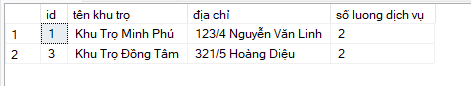 id tên khu trọ địa chỉ số luong dịch vụ
1 1 Khu Trọ Minh Phú 123/4 Nguyễn Văn Linh 2
2 3 Khu Trọ Đồng Tâm 321/5 Hoàng Diệu 2